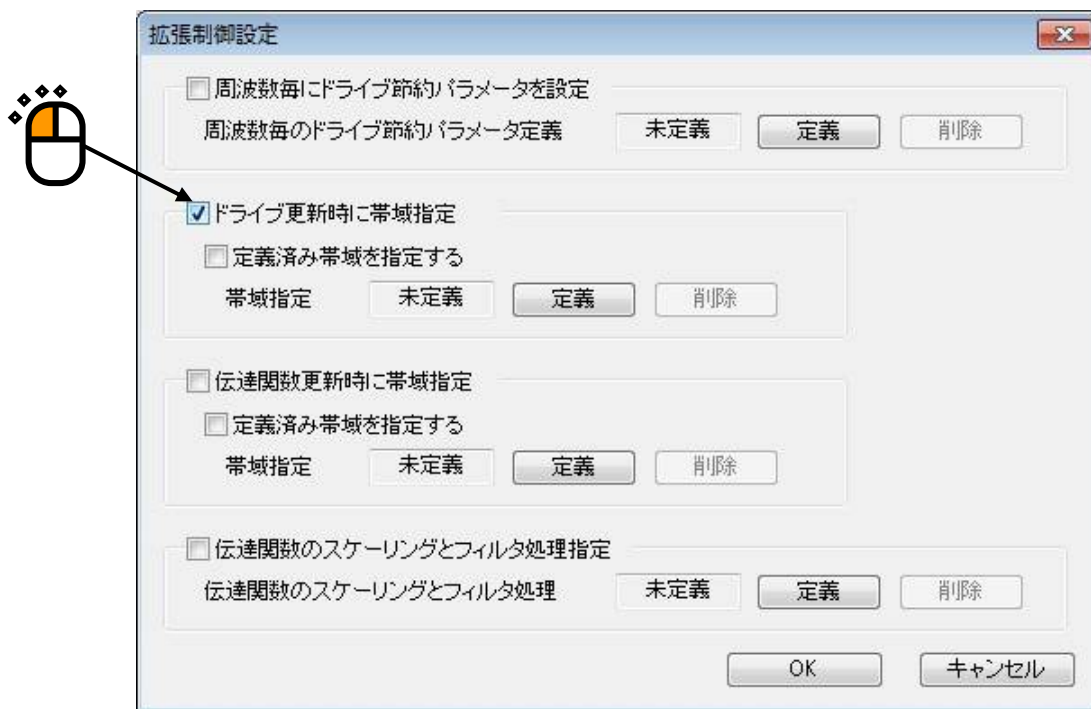 拡張制御設定
周波数毎にドライブ節約パラメータを設定
周波数毎のドライブ節約パラメータ定義 未定義 定義 削除
ドライブ更新時に帯域指定
定義済み帯域を指定する
帯域指定 未定義 定義 削除
伝達関数更新時に帯域指定
定義済み帯域を指定する
帯域指定 未定義 定義 削除
伝達関数のスケーリングとフィルタ処理指定
伝達関数のスケーリングとフィルタ処理 未定義 定義 削除
OK キャンセル